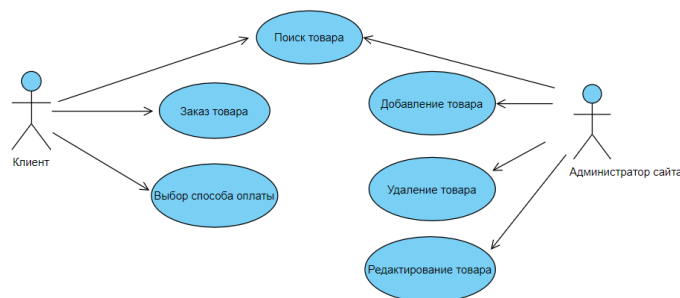 Поиск товара
Заказ товара
Добавление товара
Клиент
Администратор сайта
Выбор способа оплаты
Удаление товара
Редактирование товара